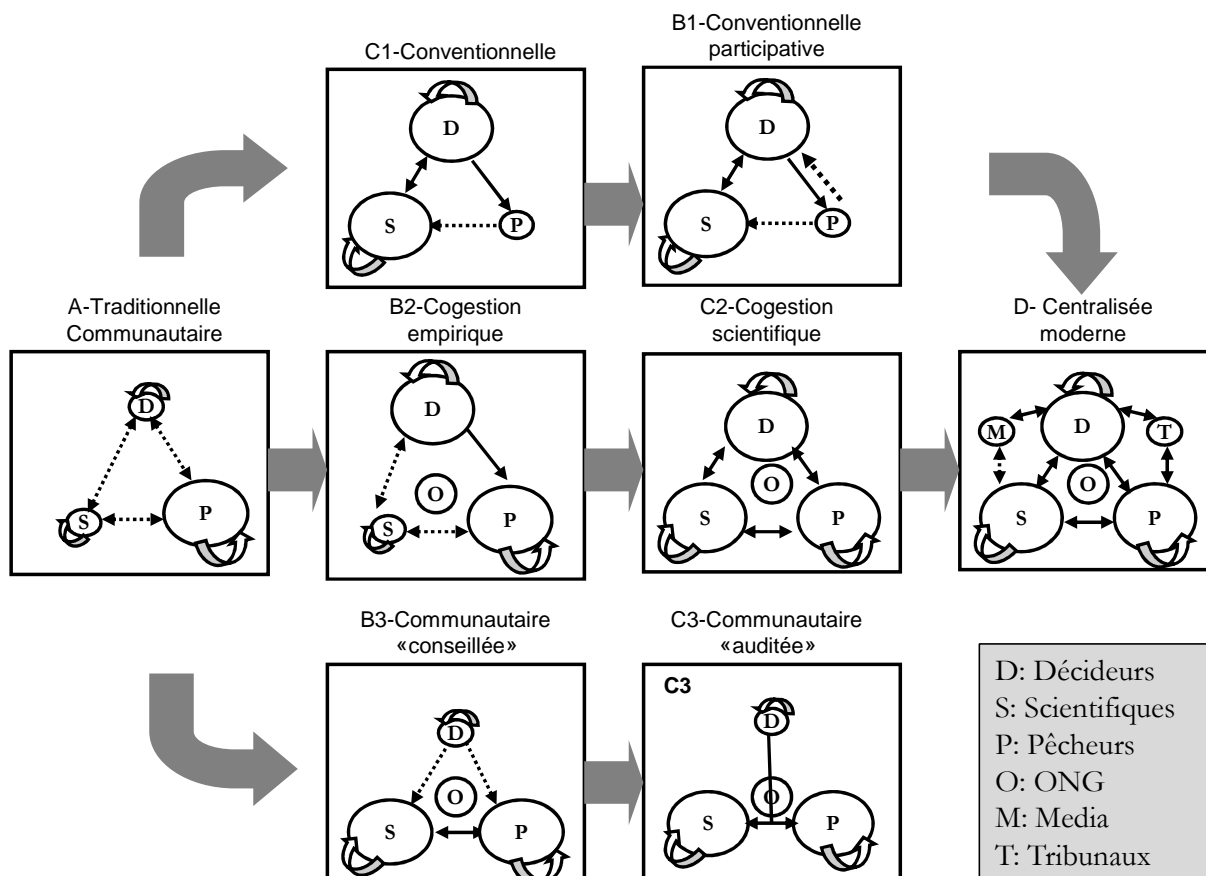 C1-Conventionnelle
D
S
P
B1-Conventionnelle
participative
D
S
P
A-Traditionnelle
Communautaire
D
S
P
B2-Cogestion
empirique
D
O
S
P
C2-Cogestion
scientifique
D
O
S
P
D- Centralisée
moderne
M
D
T
O
S
P
B3-Communautaire
«conseillée»
D
O
S
P
C3-Communautaire
«auditée»
C3
D
O
S
P
D: Décideurs
S: Scientifiques
P: Pêcheurs
O: ONG
M: Media
T: Tribunaux